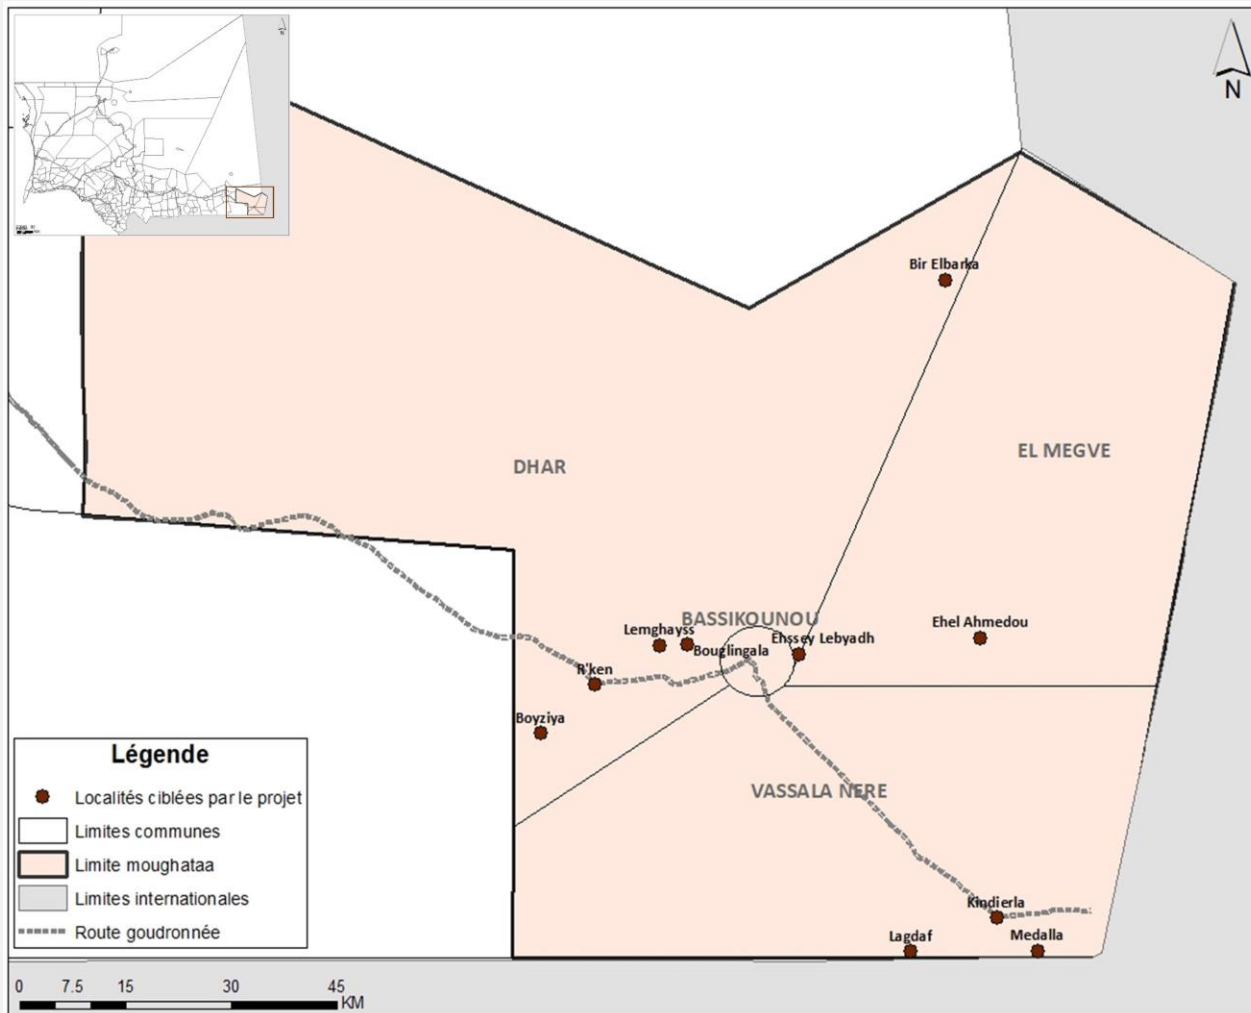 N
Bir Elbarka
EL MEGVE
DHAR
BASSIKOUNOU
Ehel Ahmedou
Lemghayss
Ehssey Lebyadh
Bouglingala
R'ken
Boyziya
VASSALA NERE
Légende
Localités ciblées par le projet
Limites communes
Limite moughataa
Limites internationales
Route goudronnée
Kindierla
Lagdaf
Medalla
0 7.5 15 30 45
KM